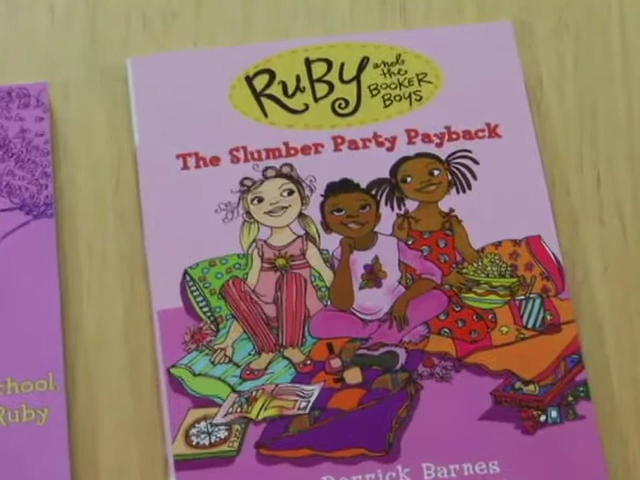 RuBY
and the
BOOKER
BOYS
The Slumber Party Payback
chool,
Ruby
Derrick Barnes